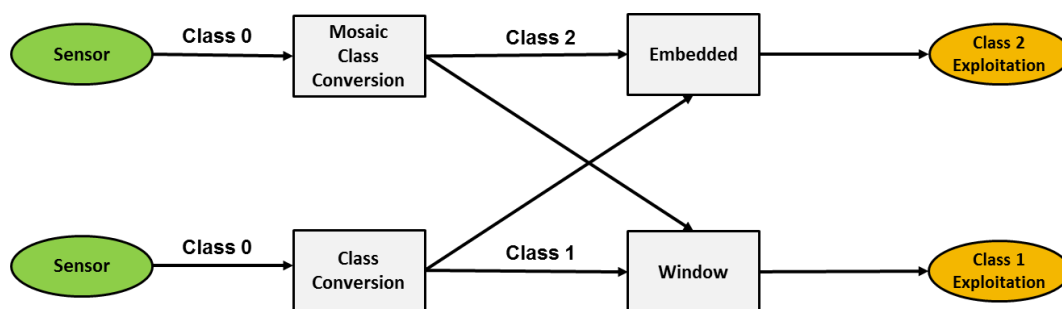 Sensor
Class 0
Mosaic
Class
Conversion
Class 2
Embedded
Class 2
Exploitation
Sensor
Class 0
Class
Conversion
Class 1
Window
Class 1
Exploitation